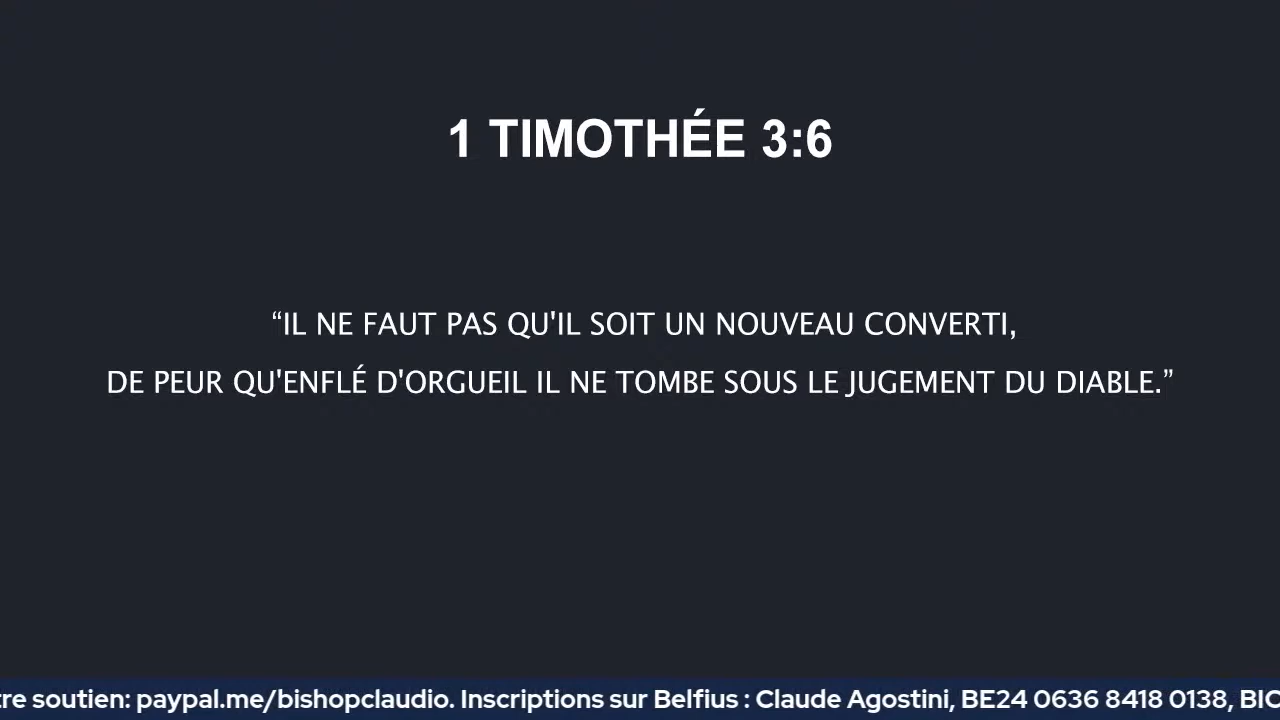 1 TIMOTHÉE 3:6
“IL NE FAUT PAS QU'IL SOIT UN NOUVEAU CONVERTI,
DE PEUR QU'ENFLÉ D'ORGUEIL IL NE TOMBE SOUS LE JUGEMENT DU DIABLE.”
tre soutien: paypal.me/bishopclaudio. Inscriptions sur Belfius : Claude Agostini, BE24 0636 8418 0138, BIC